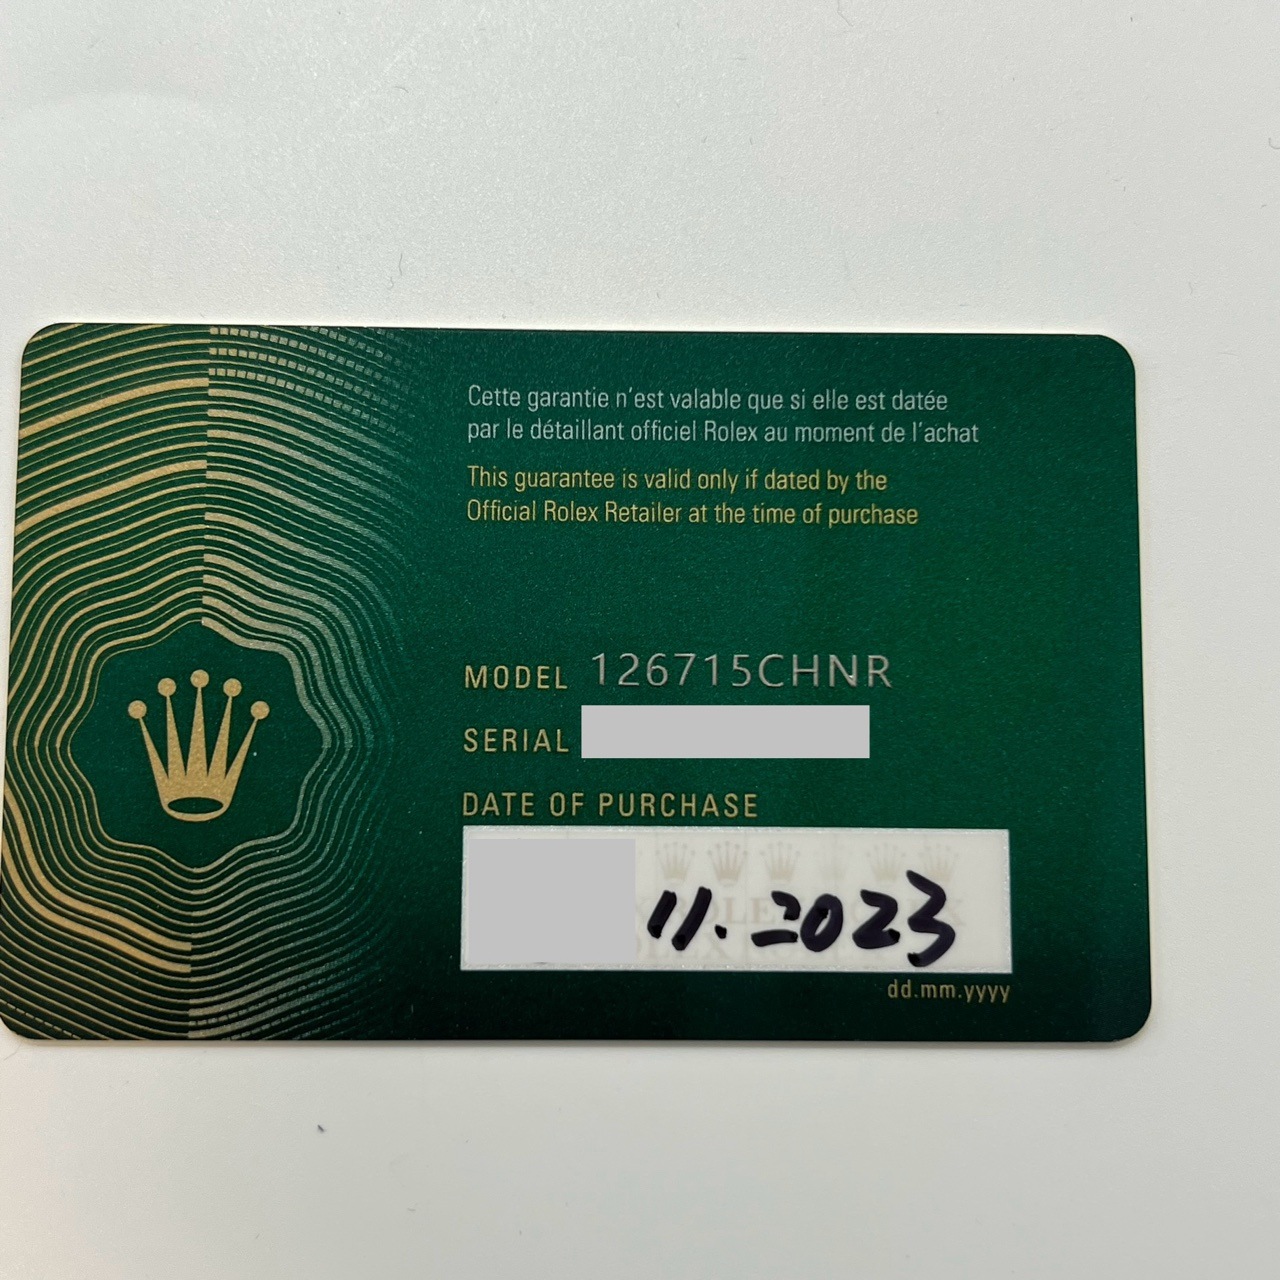 Cette garantie n'est valable que si elle est datée
par le détaillant officiel Rolex au moment de l'achat
This guarantee is valid only if dated by the
Official Rolex Retailer at the time of purchase
MODEL 126715CHNR
SERIAL
DATE OF PURCHASE
11.2023
dd.mm.yyyy